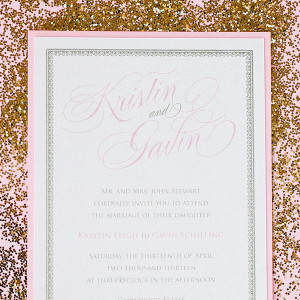 Kristin
and
Gavin
Mr. and Mrs. John Stewart
cordially invite you to attend
the marriage of their daughter
Kristin Leigh to Gavin Schilling
Saturday, the thirteenth of April
two thousand thirteen
at three o'clock in the afternoon